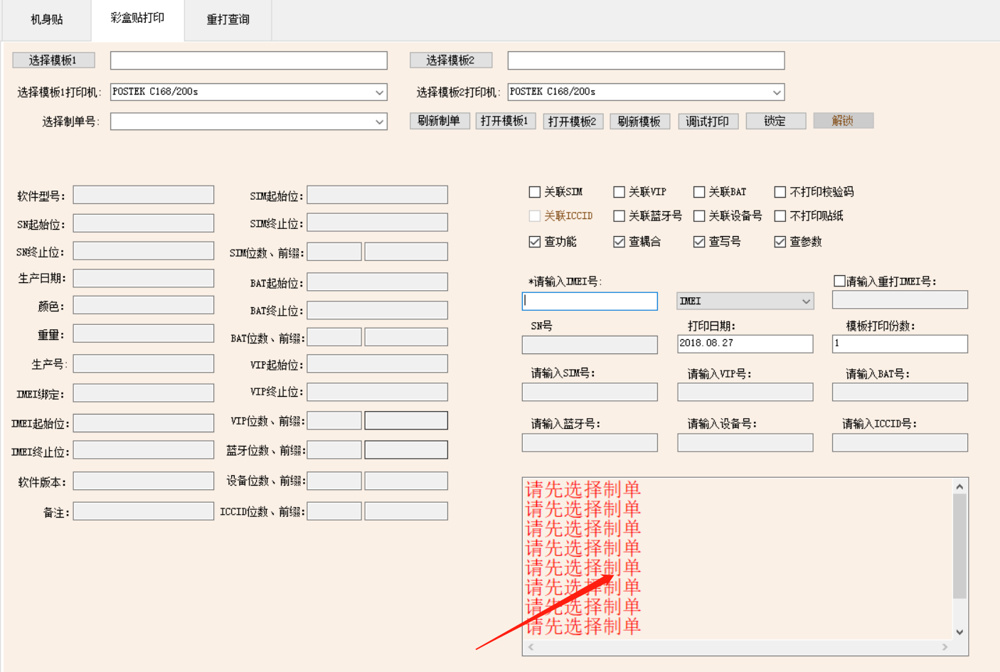 机身贴 彩盒贴打印 重打查询
选择模板1 选择模板2
选择模板1打印机: POSTEK C168/200s 选择模板2打印机: POSTEK C168/200s
选择制单号: 刷新制单 打开模板1 打开模板2 刷新模板 调试打印 锁定 解锁
软件型号: SIM起始位: 关联SIM 关联VIP 关联BAT 不打印校验码
关联ICCID 关联蓝牙号 关联设备号 不打印贴纸
SN起始位: SIM终止位:
查功能 查耦合 查写号 查参数
SN终止位: SIM位数、前缀:
生产日期: BAT起始位: *请输入IMEI号: 请输入重打IMEI号:
IMEI
颜色: BAT终止位:
SN号 打印日期: 模板打印份数:
重量: BAT位数、前缀: 2018.08.27 1
生产号: VIP起始位: 请输入SIM号: 请输入VIP号: 请输入BAT号:
IMEI绑定: VIP终止位:
IMEI起始位: VIP位数、前缀: 请输入蓝牙号: 请输入设备号: 请输入ICCID号:
IMEI终止位: 蓝牙位数、前缀:
软件版本: 设备位数、前缀:
备注: ICCID位数、前缀:
请先选择制单
请先选择制单
请先选择制单
请先选择制单
请先选择制单
请先选择制单
请先选择制单
请先选择制单